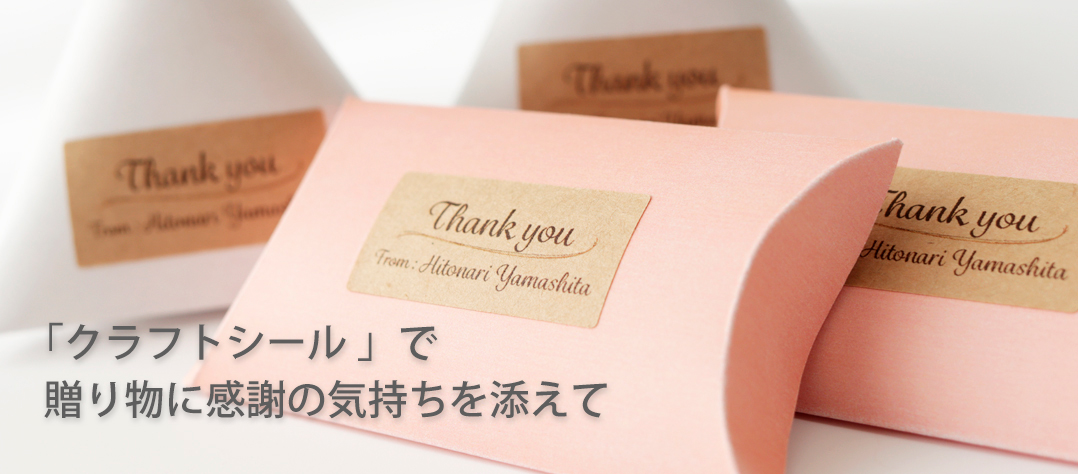 Thank you
Thank you
From : Hitonari Yamas
Thank you
From : Hitonari Yamashita
Thank you
Hitonari Yamashita
「クラフトシール 」で
贈り物に感謝の気持ちを添えて